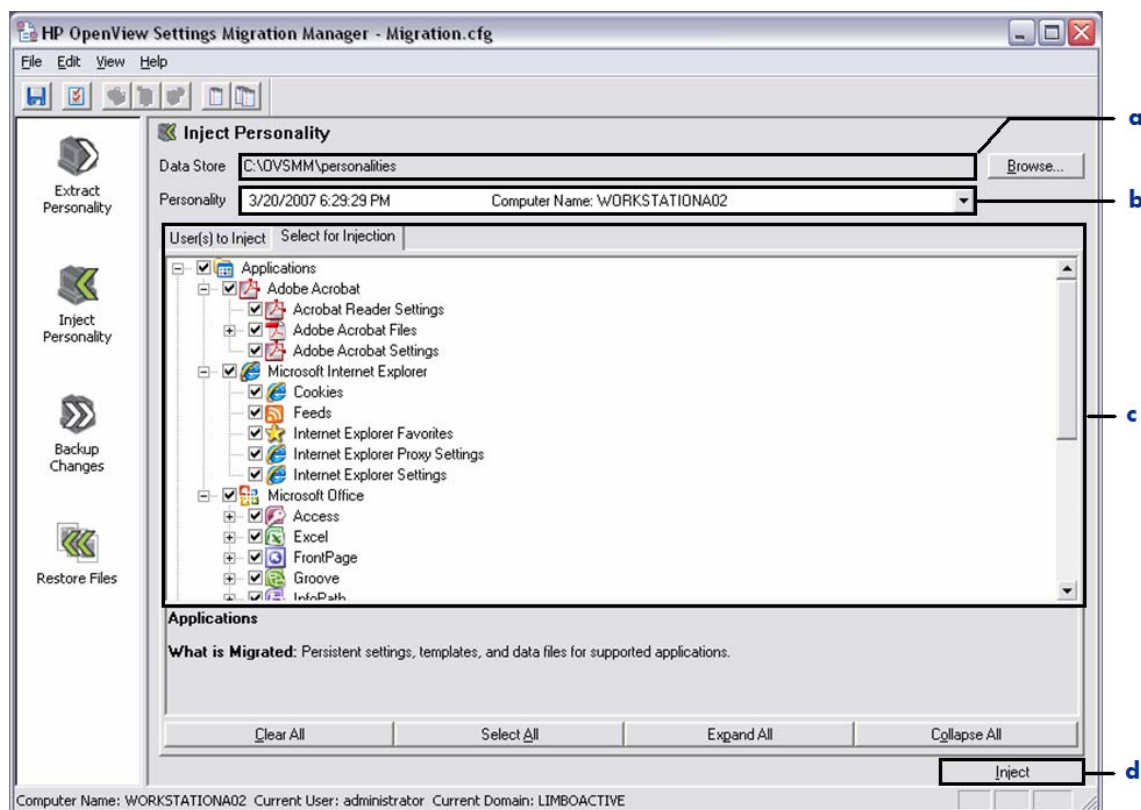 HP OpenView Settings Migration Manager - Migration.cfg
File Edit View Help
Inject Personality
a
Data Store C:\OVSMM\personalities Browse...
Personality 3/20/2007 6:29:29 PM Computer Name: WORKSTATIONA02
b
Extract
Personality
Inject
Personality
Backup
Changes
Restore Files
User(s) to Inject Select for Injection
Applications
Adobe Acrobat
Acrobat Reader Settings
Adobe Acrobat Files
Adobe Acrobat Settings
Microsoft Internet Explorer
Cookies
Feeds
c
Internet Explorer Favorites
Internet Explorer Proxy Settings
Internet Explorer Settings
Microsoft Office
Access
Excel
FrontPage
Groove
InfoPath
Applications
What is Migrated: Persistent settings, templates, and data files for supported applications.
Clear All Select All Expand All Collapse All
Inject
d
Computer Name: WORKSTATIONA02 Current User: administrator Current Domain: LIMBOACTIVE